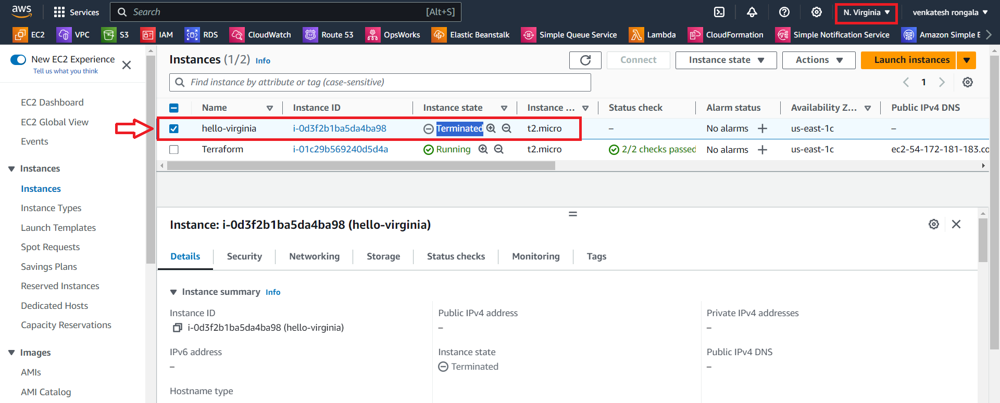 aws Services Search [Alt+S] N. Virginia venkatesh rongala
EC2 VPC S3 IAM RDS CloudWatch Route 53 OpsWorks Elastic Beanstalk Simple Queue Service Lambda CloudFormation Simple Notification Service Amazon Simple E
New EC2 Experience
Tell us what you think
EC2 Dashboard
EC2 Global View
Events
Instances
Instances
Instance Types
Launch Templates
Spot Requests
Savings Plans
Reserved Instances
Dedicated Hosts
Capacity Reservations
Images
AMIs
AMI Catalog
Instances (1/2) Info Connect Instance state Actions Launch instances
Find instance by attribute or tag (case-sensitive) 1
Name Instance ID Instance state Instance ... Status check Alarm status Availability Z... Public IPv4 DNS
hello-virginia i-0d3f2b1ba5da4ba98 Terminated t2.micro – No alarms + us-east-1c –
Terraform i-01c29b569240d5d4a Running t2.micro 2/2 checks passed No alarms + us-east-1c ec2-54-172-181-183.co
Instance: i-0d3f2b1ba5da4ba98 (hello-virginia)
Details Security Networking Storage Status checks Monitoring Tags
Instance summary Info
Instance ID
i-0d3f2b1ba5da4ba98 (hello-virginia)
Public IPv4 address
–
Private IPv4 addresses
–
IPv6 address
–
Instance state
Terminated
Public IPv4 DNS
–
Hostname type